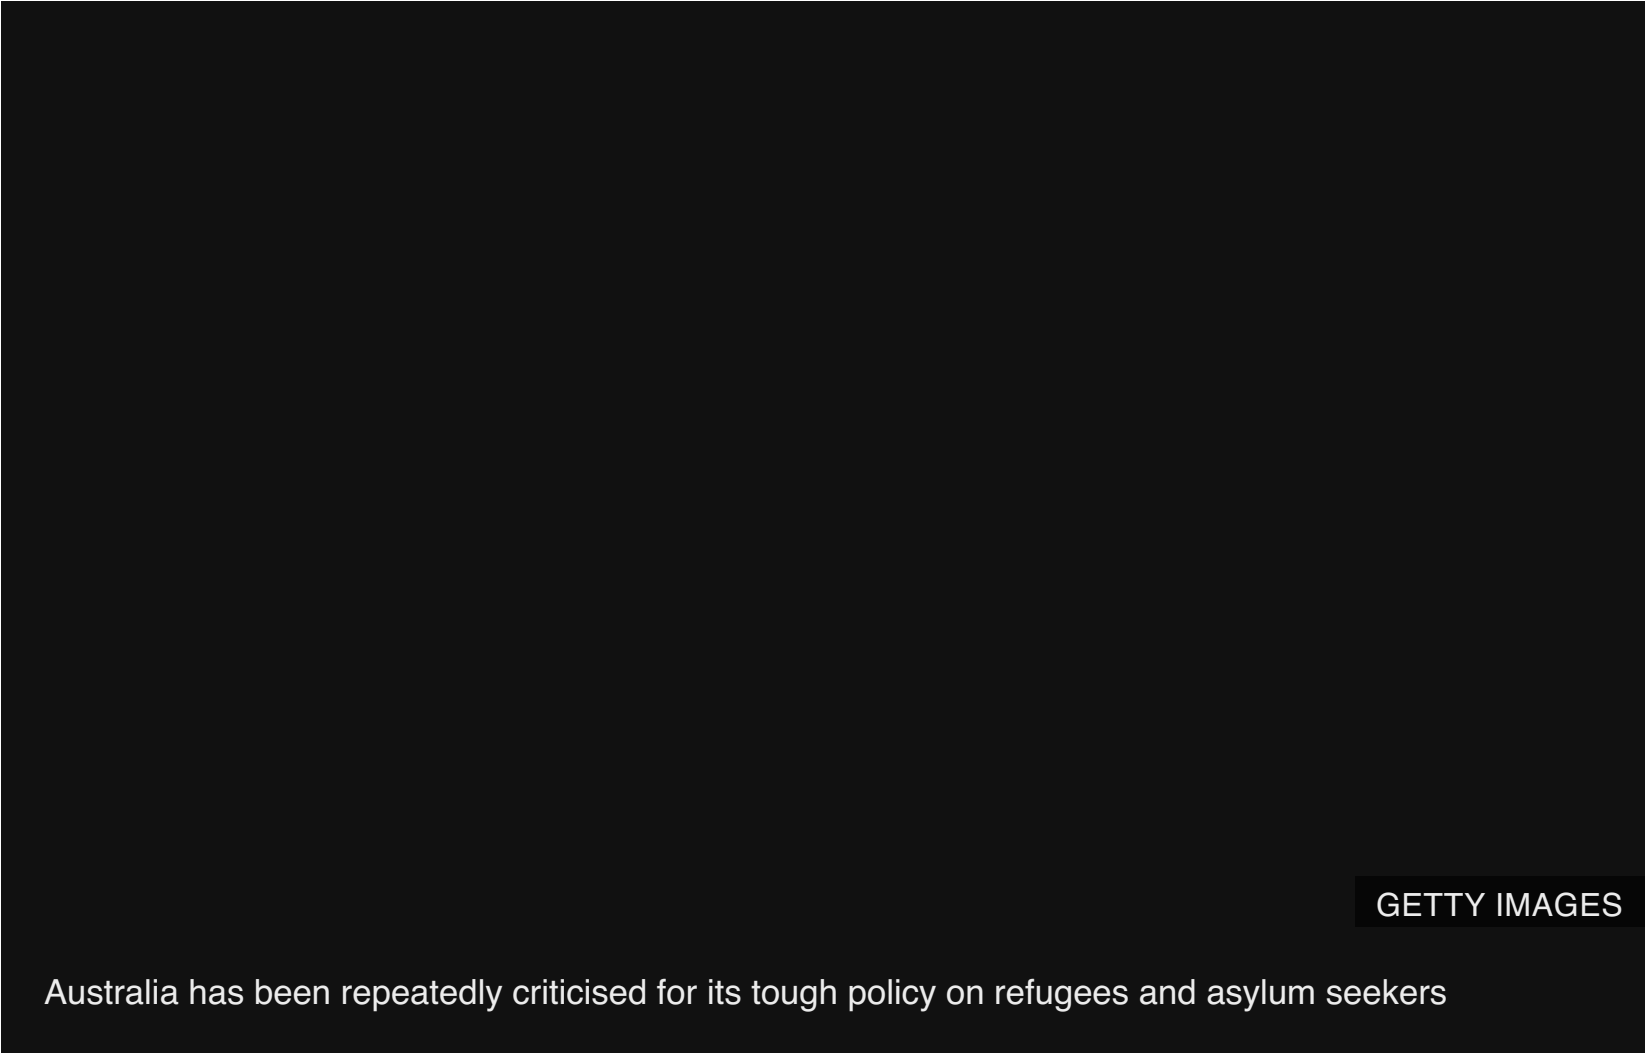 GETTY IMAGES
Australia has been repeatedly criticised for its tough policy on refugees and asylum seekers